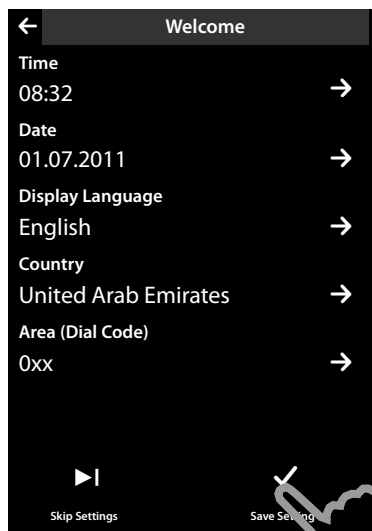 Welcome
Time
08:32
Date
01.07.2011
Display Language
English
Country
United Arab Emirates
Area (Dial Code)
0xx
Skip Settings
Save Setting